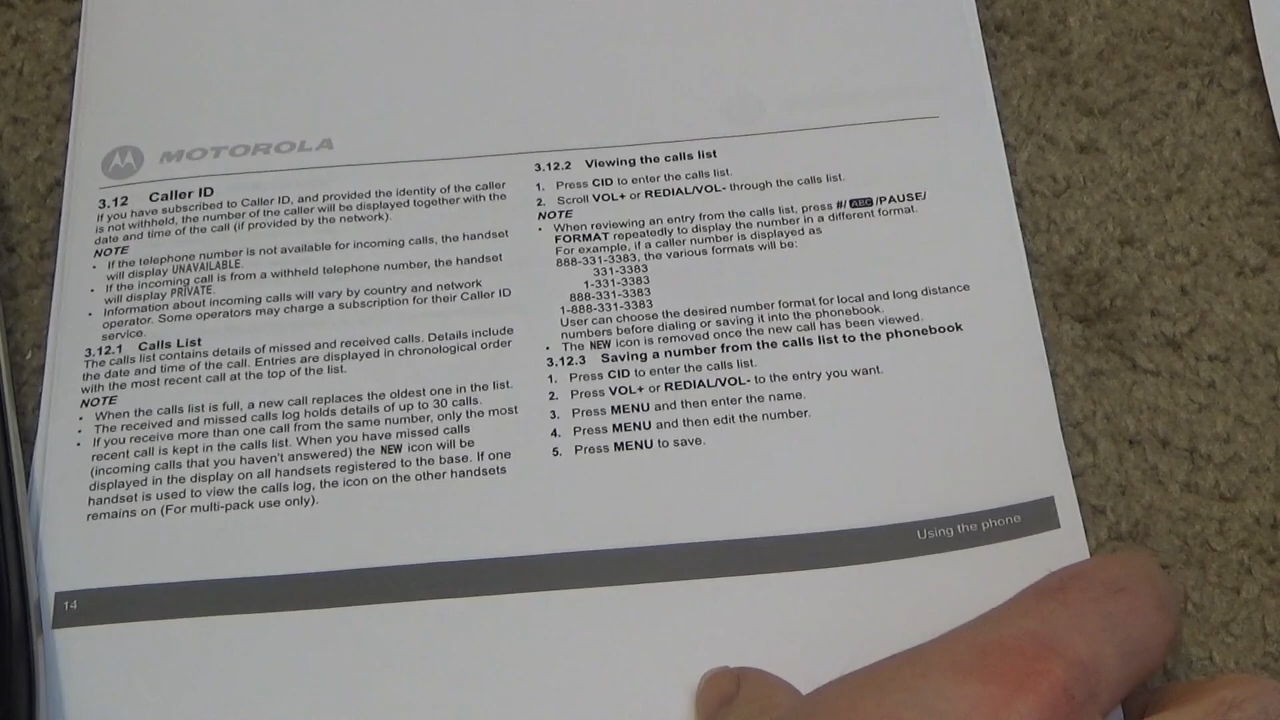 MOTOROLA
3.12 Caller ID
If you have subscribed to Caller ID, and provided the identity of the caller
is not withheld, the number of the caller will be displayed together with the
date and time of the call (if provided by the network).
NOTE
• If the telephone number is not available for incoming calls, the handset
will display UNAVAILABLE.
• If the incoming call is from a withheld telephone number, the handset
will display PRIVATE.
• Information about incoming calls will vary by country and network
operator. Some operators may charge a subscription for their Caller ID
service.
3.12.1 Calls List
The calls list contains details of missed and received calls. Details include
the date and time of the call. Entries are displayed in chronological order
with the most recent call at the top of the list.
NOTE
• When the calls list is full, a new call replaces the oldest one in the list.
• The received and missed calls log holds details of up to 30 calls.
• If you receive more than one call from the same number, only the most
recent call is kept in the calls list. When you have missed calls
(incoming calls that you haven't answered) the NEW icon will be
displayed in the display on all handsets registered to the base. If one
handset is used to view the calls log, the icon on the other handsets
remains on (For multi-pack use only).
3.12.2 Viewing the calls list
1. Press CID to enter the calls list.
2. Scroll VOL+ or REDIAL/VOL- through the calls list.
NOTE
• When reviewing an entry from the calls list, press #/ ABC /PAUSE/
FORMAT repeatedly to display the number in a different format.
For example, if a caller number is displayed as
888-331-3383, the various formats will be:
331-3383
1-331-3383
888-331-3383
1-888-331-3383
User can choose the desired number format for local and long distance
numbers before dialing or saving it into the phonebook.
• The NEW icon is removed once the new call has been viewed.
3.12.3 Saving a number from the calls list to the phonebook
1. Press CID to enter the calls list.
2. Press VOL+ or REDIAL/VOL- to the entry you want.
3. Press MENU and then enter the name.
4. Press MENU and then edit the number.
5. Press MENU to save.
14
Using the phone